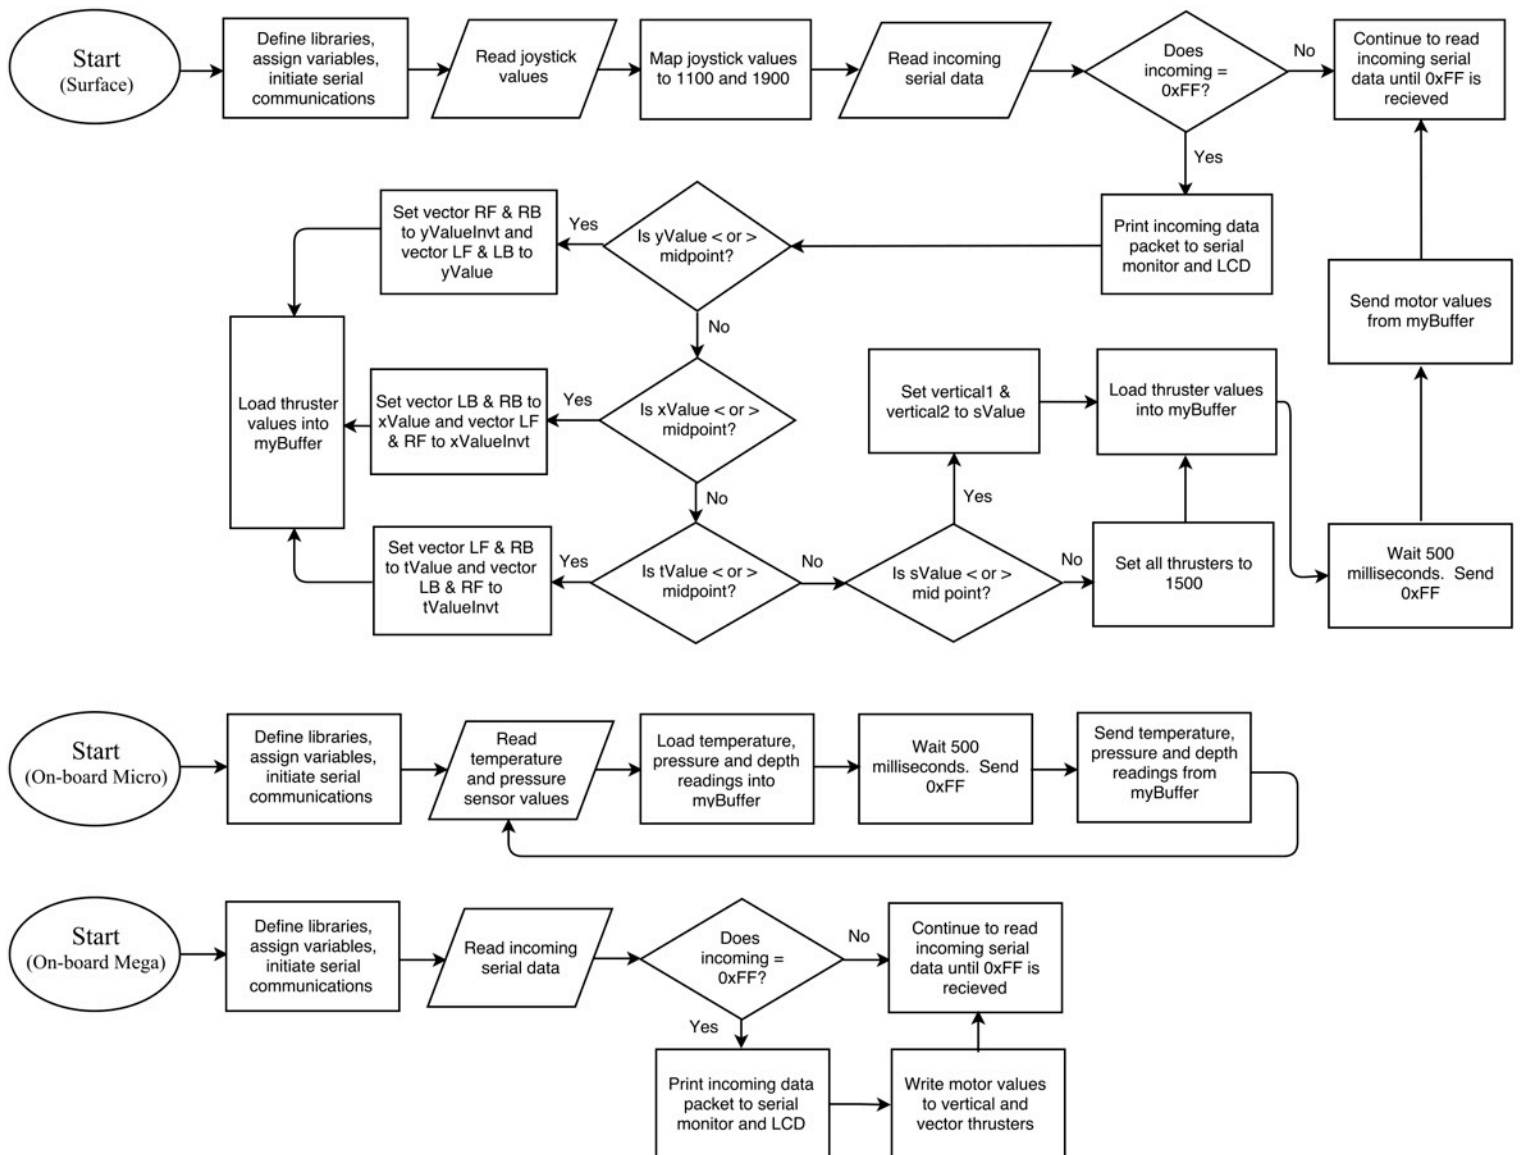 Start
(Surface)
Define libraries,
assign variables,
initiate serial
communications
Read joystick
values
Map joystick values
to 1100 and 1900
Read incoming
serial data
Does
incoming =
0xFF?
No
Continue to read
incoming serial
data until 0xFF is
recieved
Yes
Print incoming data
packet to serial
monitor and LCD
Is yValue < or >
midpoint?
Yes
Set vector RF & RB
to yValueInvt and
vector LF & LB to
yValue
No
Is xValue < or >
midpoint?
Yes
Set vector LB & RB to
xValue and vector LF
& RF to xValueInvt
Load thruster
values into
myBuffer
No
Is tValue < or >
midpoint?
Yes
Set vector LF & RB
to tValue and vector
LB & RF to
tValueInvt
No
Is sValue < or >
mid point?
Yes
Set vertical1 &
vertical2 to sValue
No
Set all thrusters to
1500
Load thruster values
into myBuffer
Wait 500
milliseconds. Send
0xFF
Send motor values
from myBuffer
Start
(On-board Micro)
Define libraries,
assign variables,
initiate serial
communications
Read
temperature
and pressure
sensor values
Load temperature,
pressure and depth
readings into
myBuffer
Wait 500
milliseconds. Send
0xFF
Send temperature,
pressure and depth
readings from
myBuffer
Start
(On-board Mega)
Define libraries,
assign variables,
initiate serial
communications
Read incoming
serial data
Does
incoming =
0xFF?
No
Continue to read
incoming serial
data until 0xFF is
recieved
Yes
Print incoming data
packet to serial
monitor and LCD
Write motor values
to vertical and
vector thrusters